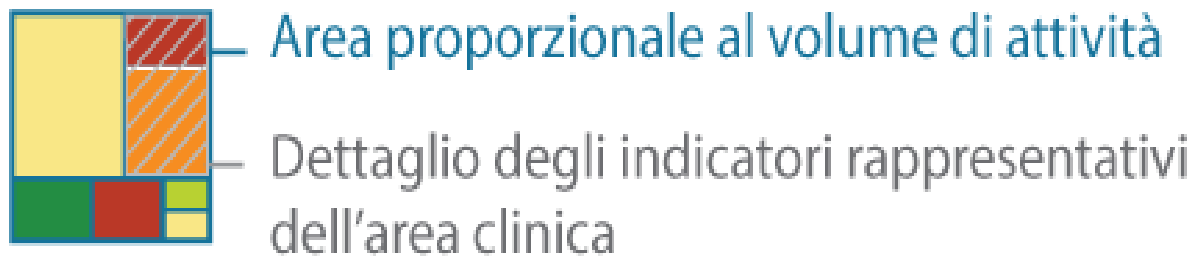 Area proporzionale al volume di attività
Dettaglio degli indicatori rappresentativi
dell'area clinica